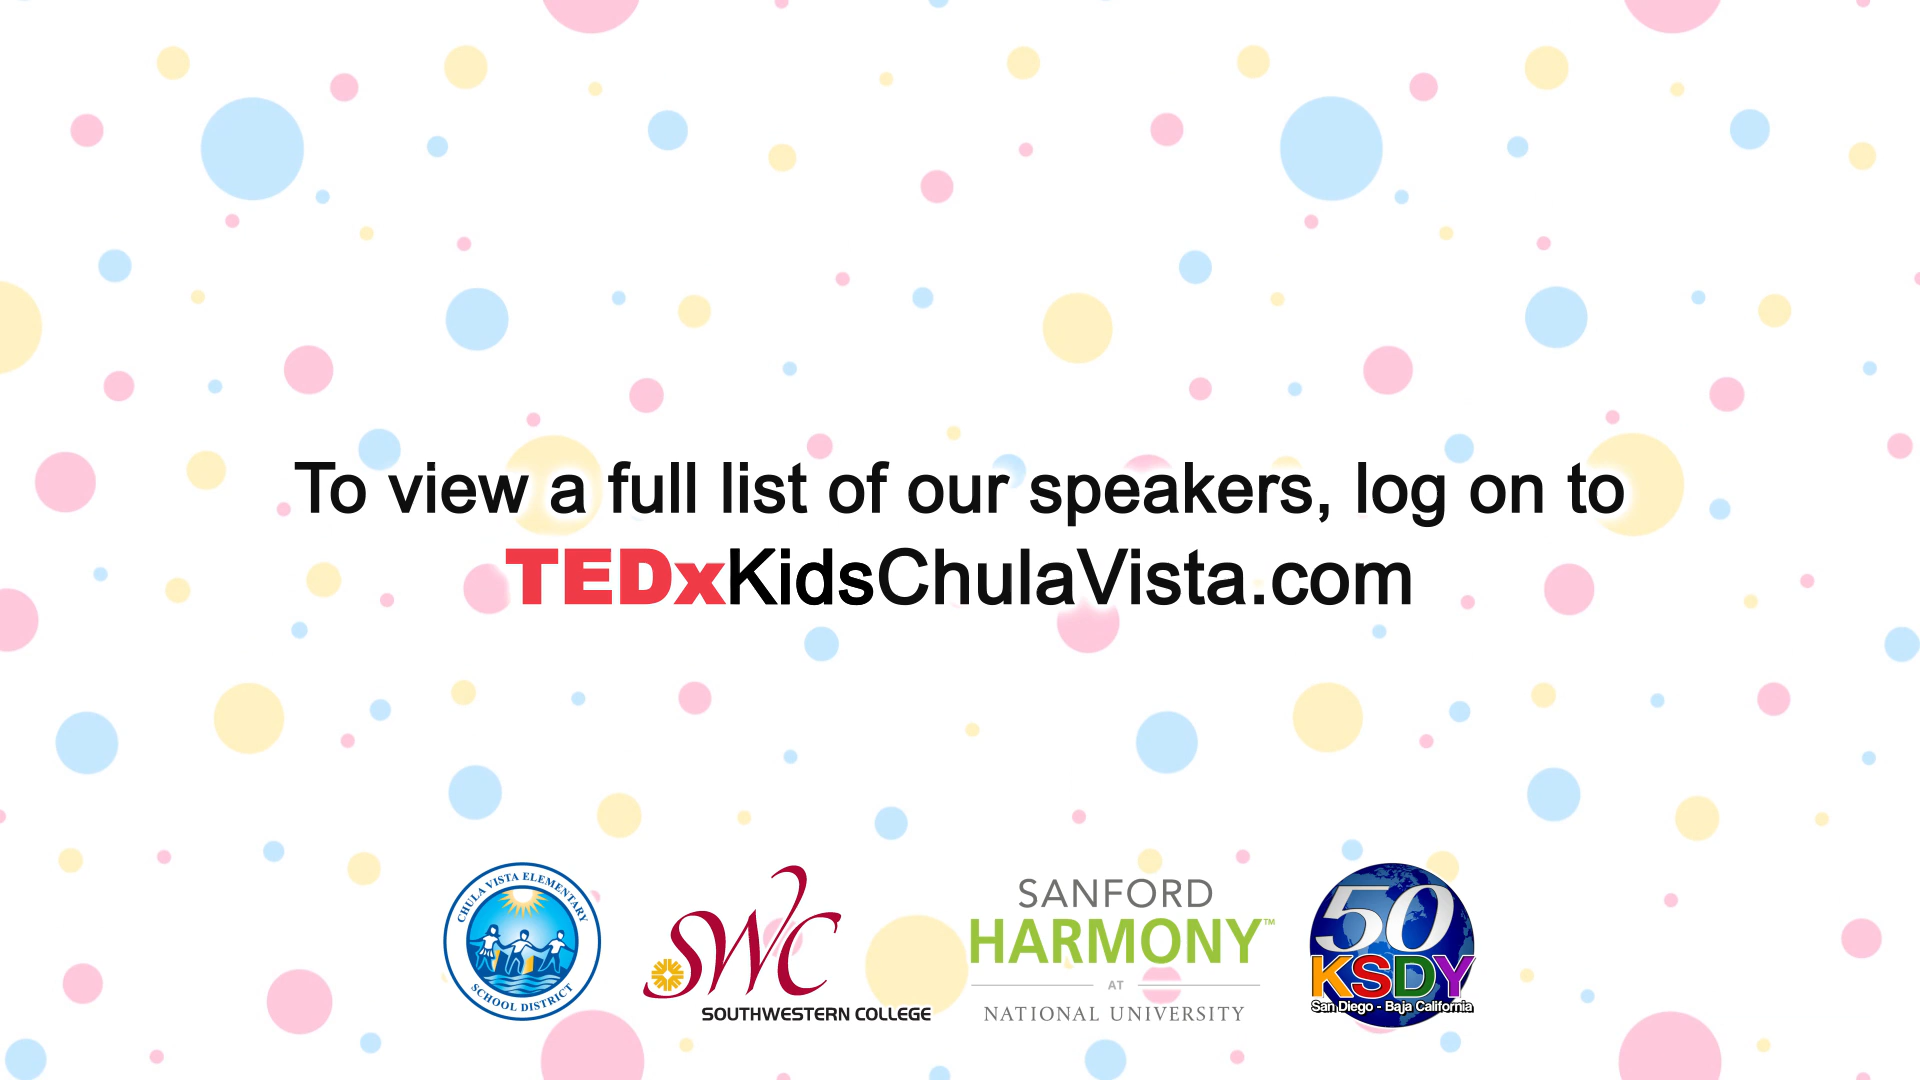 To view a full list of our speakers, log on to
TEDxKidsChulaVista.com
CHULA VISTA ELEMENTARY
SCHOOL DISTRICT
SWC
SOUTHWESTERN COLLEGE
SANFORD
HARMONY™
AT
NATIONAL UNIVERSITY
50
KSDY
San Diego - Baja California